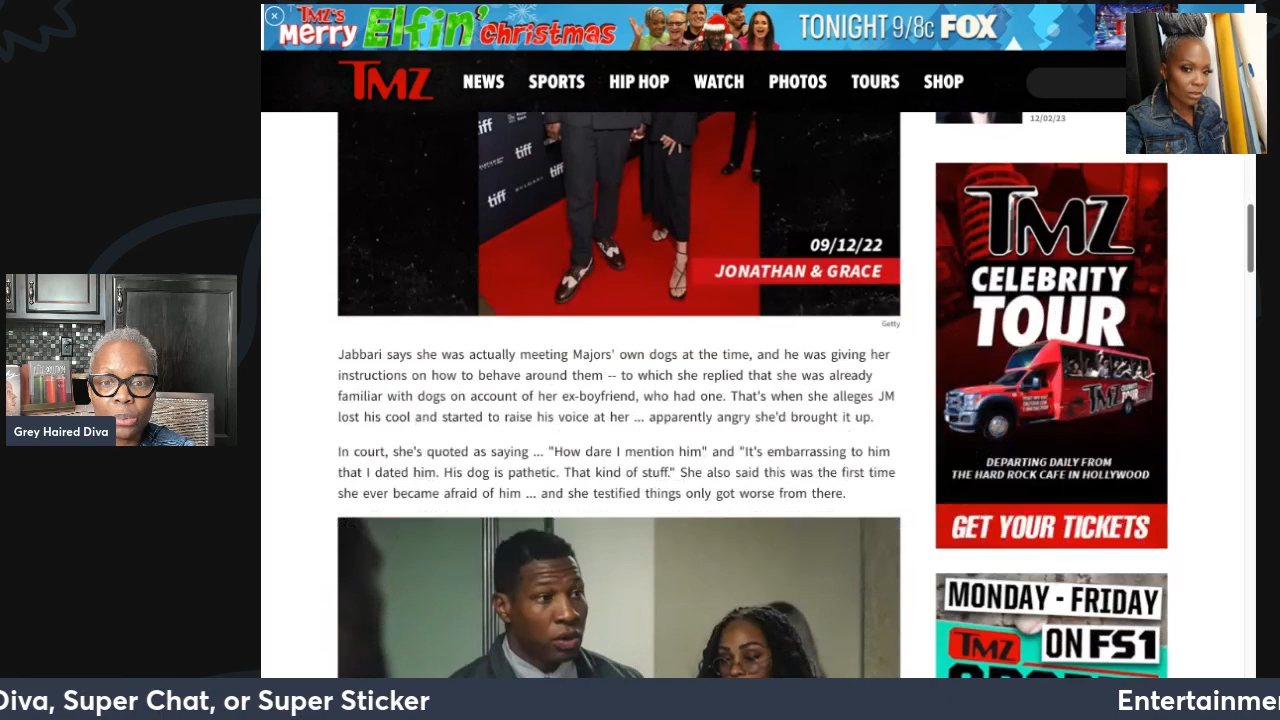 TMZ'S
Merry Elfin' Christmas
TONIGHT 9/8c FOX
TMZ
NEWS SPORTS HIP HOP WATCH PHOTOS TOURS SHOP
12/02/23
tiff
tiff
tiff
tiff
09/12/22
JONATHAN & GRACE
Getty
Jabbari says she was actually meeting Majors' own dogs at the time, and he was giving her
instructions on how to behave around them -- to which she replied that she was already
familiar with dogs on account of her ex-boyfriend, who had one. That's when she alleges JM
lost his cool and started to raise his voice at her ... apparently angry she'd brought it up.
In court, she's quoted as saying ... "How dare I mention him" and "It's embarrassing to him
that I dated him. His dog is pathetic. That kind of stuff." She also said this was the first time
she ever became afraid of him ... and she testified things only got worse from there.
TMZ
CELEBRITY
TOUR
TMZ
DEPARTING DAILY FROM
THE HARD ROCK CAFE IN HOLLYWOOD
GET YOUR TICKETS
MONDAY - FRIDAY
TMZ ON FS1
Grey Haired Diva
Diva, Super Chat, or Super Sticker
Entertainme